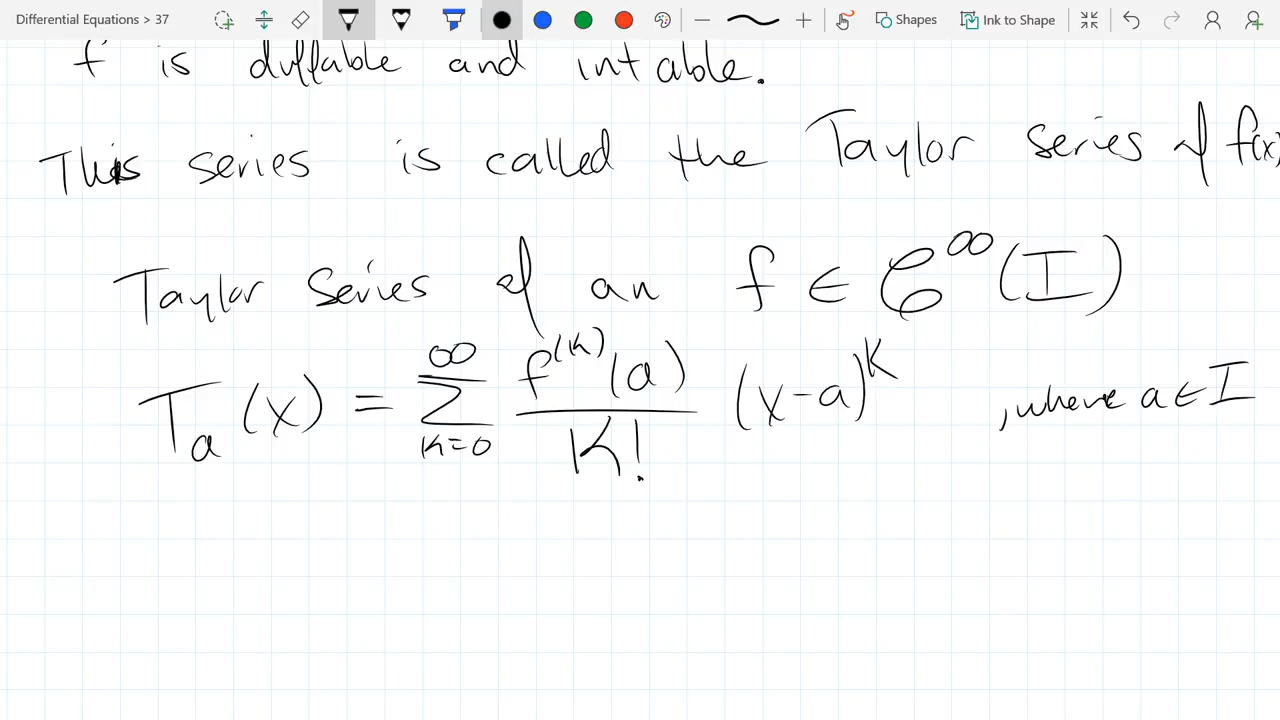 Differential Equations > 37
Shapes
Ink to Shape
f is diffable and intable.
This series is called the Taylor series of f(x)
Taylor Series of an f ∈ C^∞(I)
T_a(x) = ∑_{k=0}^{∞} f^{(k)}(a)/k! (x-a)^k , where a ∈ I